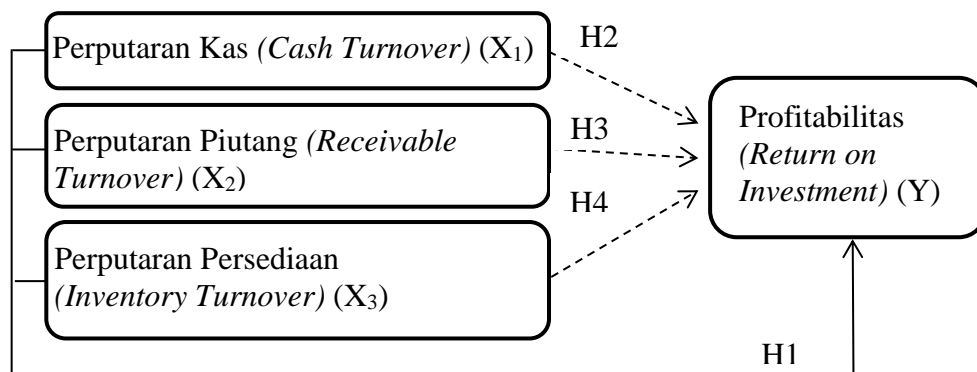 Perputaran Kas (Cash Turnover) (X1)
H2
Perputaran Piutang (Receivable
Turnover) (X2)
H3
Perputaran Persediaan
(Inventory Turnover) (X3)
H4
Profitabilitas
(Return on
Investment) (Y)
H1